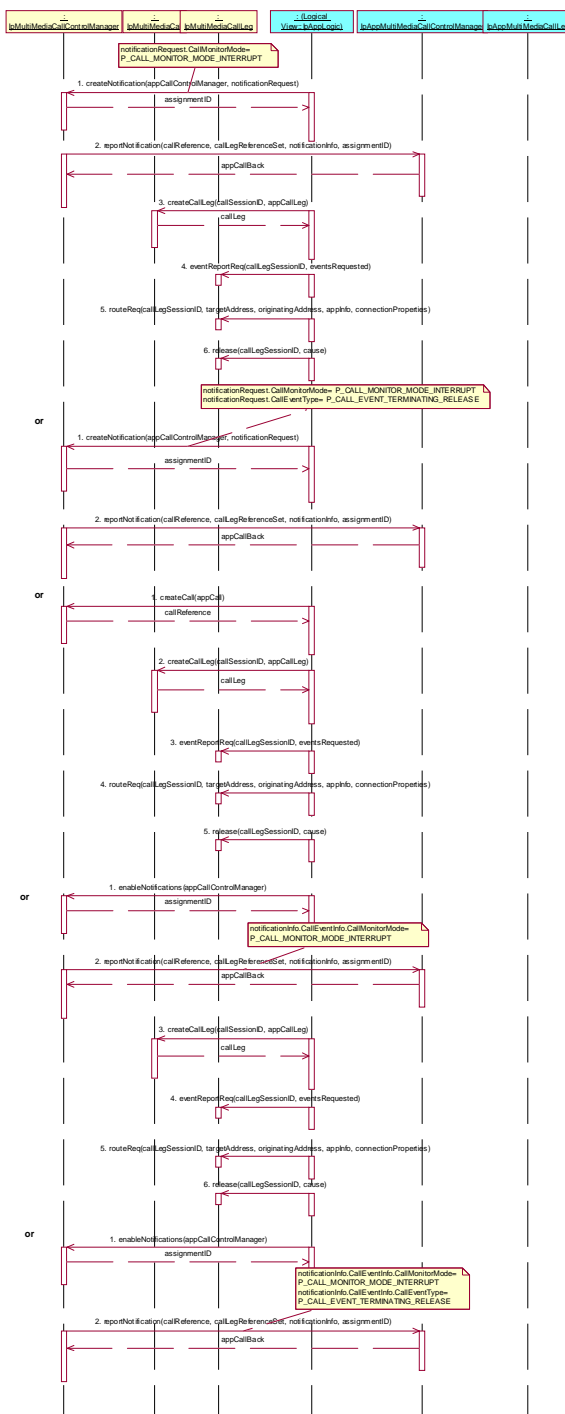 : IpMultiMediaCallControlManager
: IpMultiMediaCa
: IpMultiMediaCallLeg
: (Logical View::IpAppLogic)
: IpAppMultiMediaCallControlManage
: IpAppMultiMediaCallLe
notificationRequest.CallMonitorMode=
P_CALL_MONITOR_MODE_INTERRUPT
1. createNotification(appCallControlManager, notificationRequest)
assignmentID
2. reportNotification(callReference, callLegReferenceSet, notificationInfo, assignmentID)
appCallBack
3. createCallLeg(callSessionID, appCallLeg)
callLeg
4. eventReportReq(callLegSessionID, eventsRequested)
5. routeReq(callLegSessionID, targetAddress, originatingAddress, appInfo, connectionProperties)
6. release(callLegSessionID, cause)
notificationRequest.CallMonitorMode= P_CALL_MONITOR_MODE_INTERRUPT
notificationRequest.CallEventType= P_CALL_EVENT_TERMINATING_RELEASE
or
1. createNotification(appCallControlManager, notificationRequest)
assignmentID
2. reportNotification(callReference, callLegReferenceSet, notificationInfo, assignmentID)
appCallBack
or
1. createCall(appCall)
callReference
2. createCallLeg(callSessionID, appCallLeg)
callLeg
3. eventReportReq(callLegSessionID, eventsRequested)
4. routeReq(callLegSessionID, targetAddress, originatingAddress, appInfo, connectionProperties)
5. release(callLegSessionID, cause)
or
1. enableNotifications(appCallControlManager)
assignmentID
notificationInfo.CallEventInfo.CallMonitorMode=
P_CALL_MONITOR_MODE_INTERRUPT
2. reportNotification(callReference, callLegReferenceSet, notificationInfo, assignmentID)
appCallBack
3. createCallLeg(callSessionID, appCallLeg)
callLeg
4. eventReportReq(callLegSessionID, eventsRequested)
5. routeReq(callLegSessionID, targetAddress, originatingAddress, appInfo, connectionProperties)
6. release(callLegSessionID, cause)
or
1. enableNotifications(appCallControlManager)
assignmentID
notificationInfo.CallEventInfo.CallMonitorMode=
P_CALL_MONITOR_MODE_INTERRUPT
notificationInfo.CallEventInfo.CallEventType=
P_CALL_EVENT_TERMINATING_RELEASE
2. reportNotification(callReference, callLegReferenceSet, notificationInfo, assignmentID)
appCallBack